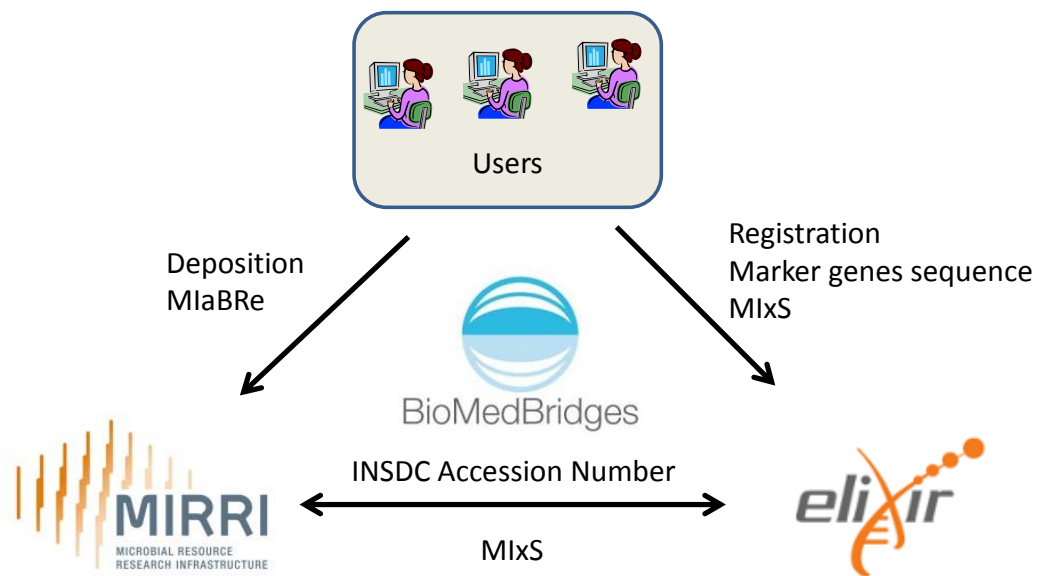 Users
Deposition
MIaBRe
Registration
Marker genes sequence
MIxS
BioMedBridges
INSDC Accession Number
MIxS
MIRRI
MICROBIAL RESOURCE
RESEARCH INFRASTRUCTURE
elixir